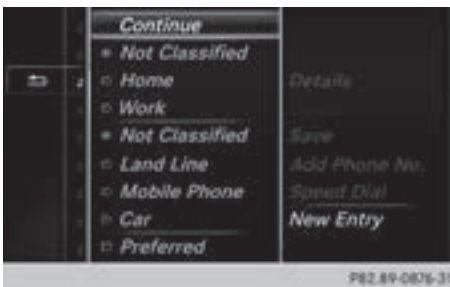 Continue
Not Classified
Home
Work
Not Classified
Land Line
Mobile Phone
Car
Preferred
Details
Save
Add Phone No.
Speed Dial
New Entry
P82.89-0876-31